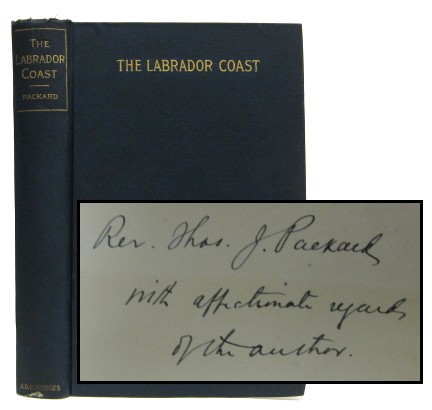 THE
LABRADOR
COAST
PACKARD
THE LABRADOR COAST
Rev. Thos. J. Packard
with affectionate regards
of the author.